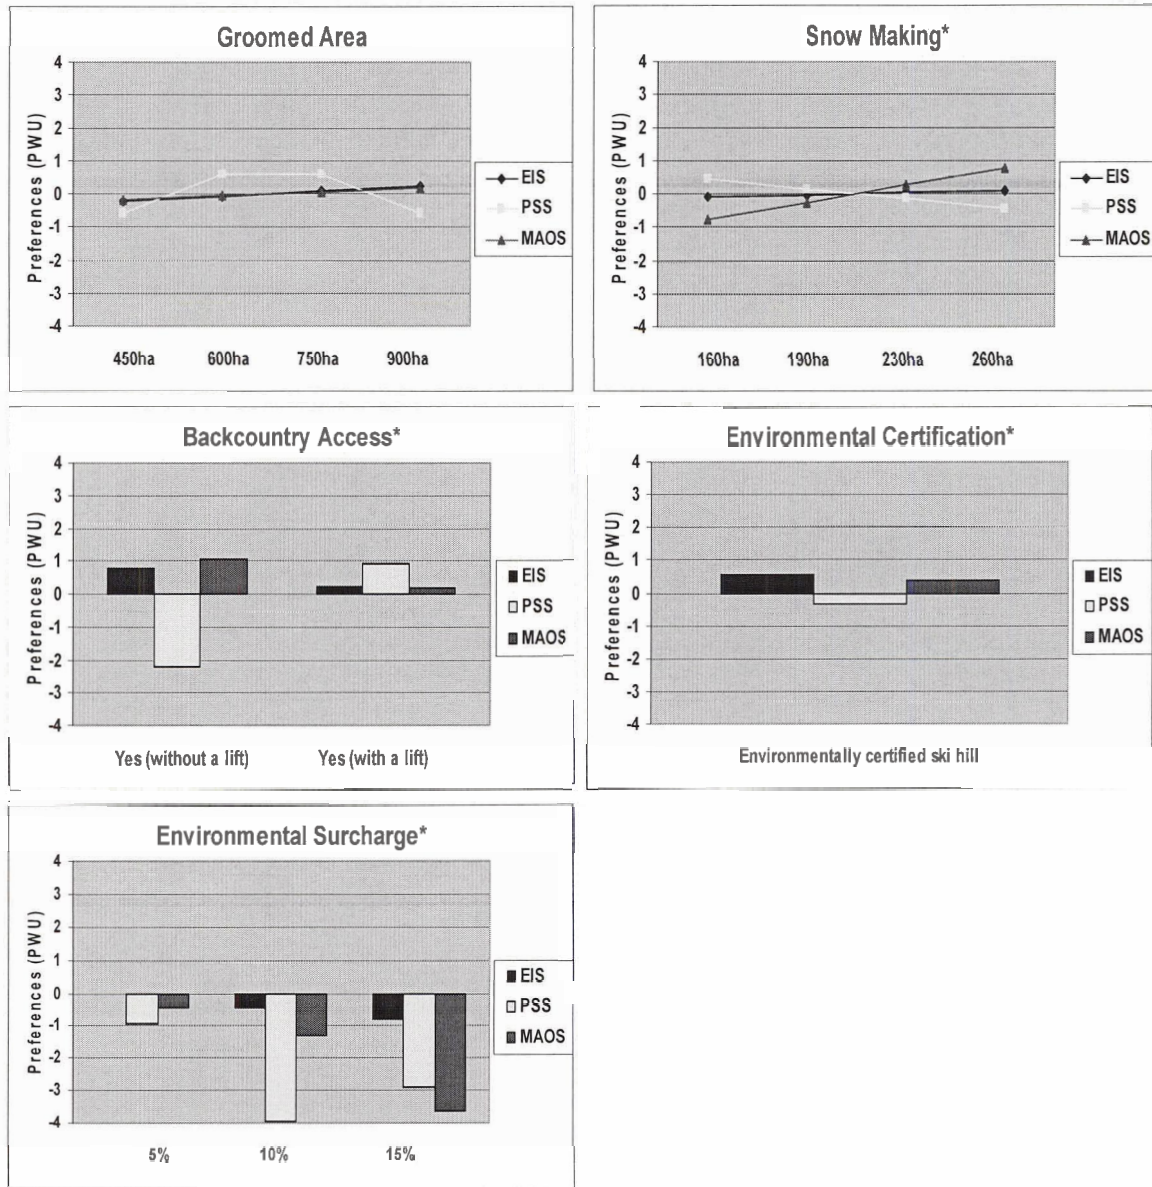 Groomed Area
4
3
2
1
0
-1
-2
-3
-4
Preferences (PWU)
450ha 600ha 750ha 900ha
EIS
PSS
MAOS
Snow Making*
4
3
2
1
0
-1
-2
-3
-4
Preferences (PWU)
160ha 190ha 230ha 260ha
EIS
PSS
MAOS
Backcountry Access*
4
3
2
1
0
-1
-2
-3
-4
Preferences (PWU)
Yes (without a lift) Yes (with a lift)
EIS
PSS
MAOS
Environmental Certification*
4
3
2
1
0
-1
-2
-3
-4
Preferences (PWU)
Environmentally certified ski hill
EIS
PSS
MAOS
Environmental Surcharge*
4
3
2
1
0
-1
-2
-3
-4
Preferences (PWU)
5% 10% 15%
EIS
PSS
MAOS